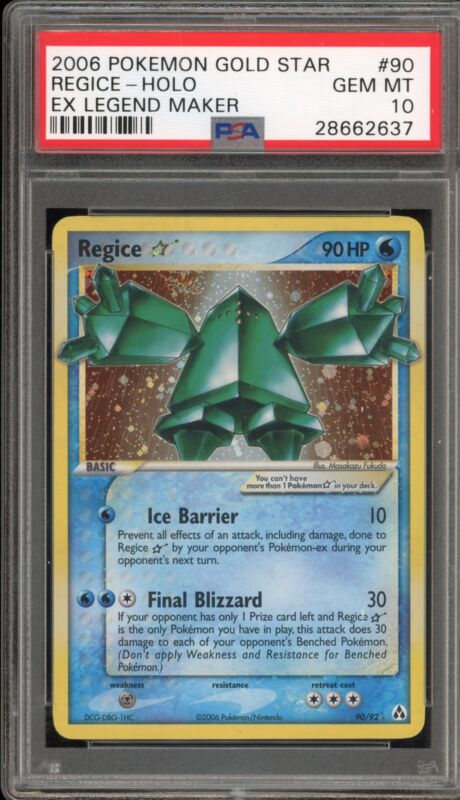 2006 POKEMON GOLD STAR #90
REGICE - HOLO GEM MT
EX LEGEND MAKER 10
PSA 28662637
Regice ☆ 90 HP
BASIC Illus. Masakazu Fukuda
You can't have
more than 1 Pokémon☆ in your deck.
Ice Barrier 10
Prevent all effects of an attack, including damage, done to
Regice ☆ by your opponent's Pokémon-ex during your
opponent's next turn.
Final Blizzard 30
If your opponent has only 1 Prize card left and Regice ☆
is the only Pokémon you have in play, this attack does 30
damage to each of your opponent's Benched Pokémon.
(Don't apply Weakness and Resistance for Benched
Pokémon.)
weakness resistance retreat cost
DCG-DBG-1HC ©2006 Pokémon/Nintendo 90/92